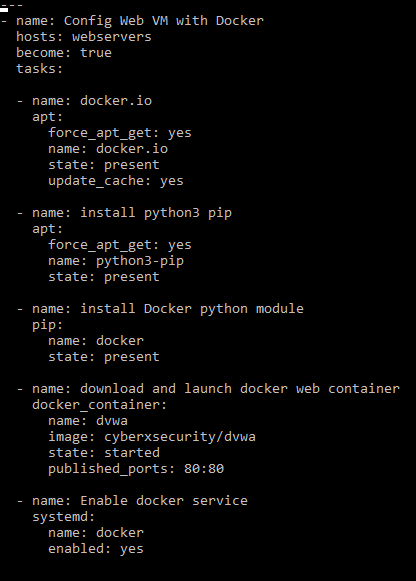 ---
- name: Config Web VM with Docker
  hosts: webservers
  become: true
  tasks:

  - name: docker.io
    apt:
      force_apt_get: yes
      name: docker.io
      state: present
      update_cache: yes

  - name: install python3 pip
    apt:
      force_apt_get: yes
      name: python3-pip
      state: present

  - name: install Docker python module
    pip:
      name: docker
      state: present

  - name: download and launch docker web container
    docker_container:
      name: dvwa
      image: cyberxsecurity/dvwa
      state: started
      published_ports: 80:80

  - name: Enable docker service
    systemd:
      name: docker
      enabled: yes